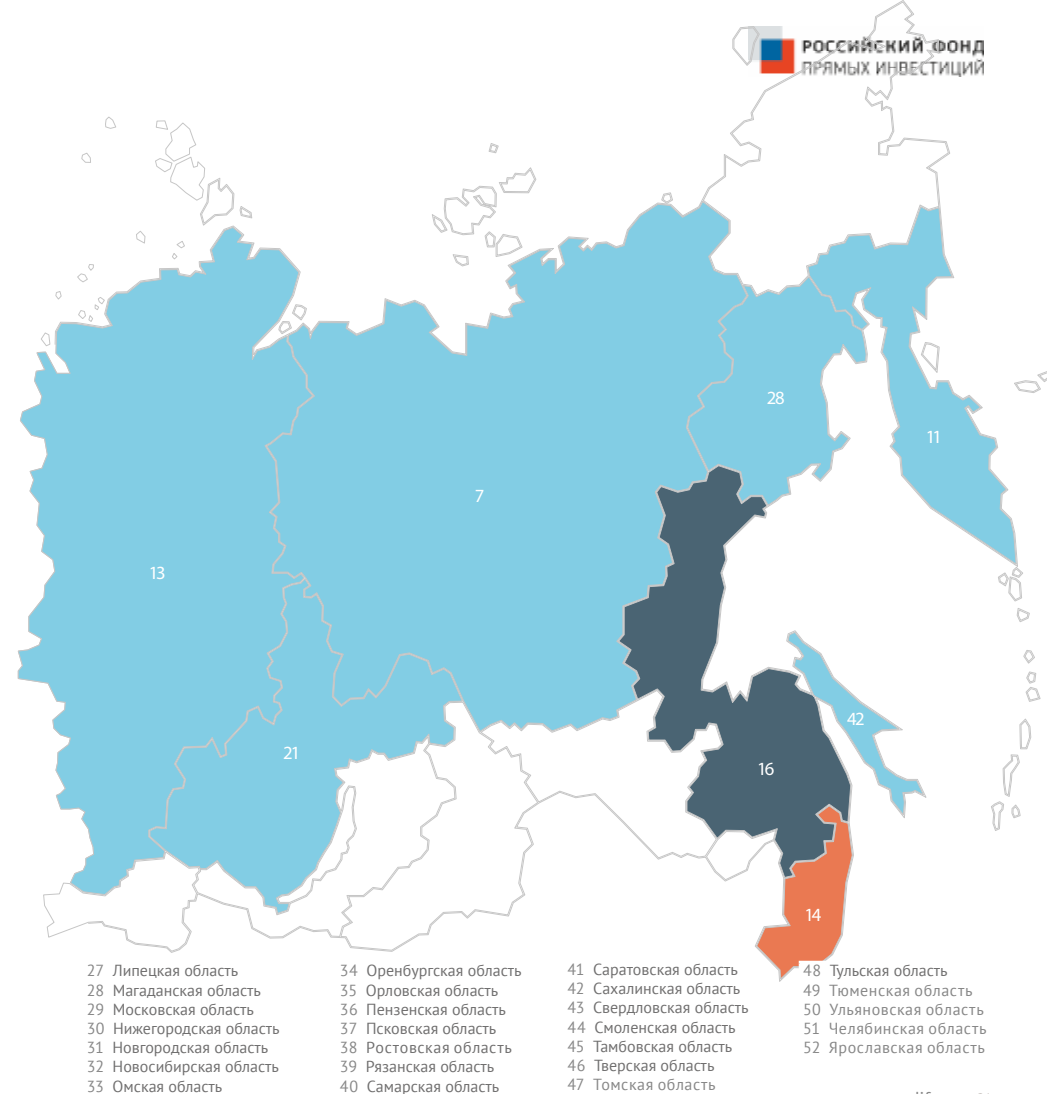 РОССИЙСКИЙ ФОНД
ПРЯМЫХ ИНВЕСТИЦИЙ
28
11
7
13
42
21
16
14
27 Липецкая область
28 Магаданская область
29 Московская область
30 Нижегородская область
31 Новгородская область
32 Новосибирская область
33 Омская область
34 Оренбургская область
35 Орловская область
36 Пензенская область
37 Псковская область
38 Ростовская область
39 Рязанская область
40 Самарская область
41 Саратовская область
42 Сахалинская область
43 Свердловская область
44 Смоленская область
45 Тамбовская область
46 Тверская область
47 Томская область
48 Тульская область
49 Тюменская область
50 Ульяновская область
51 Челябинская область
52 Ярославская область